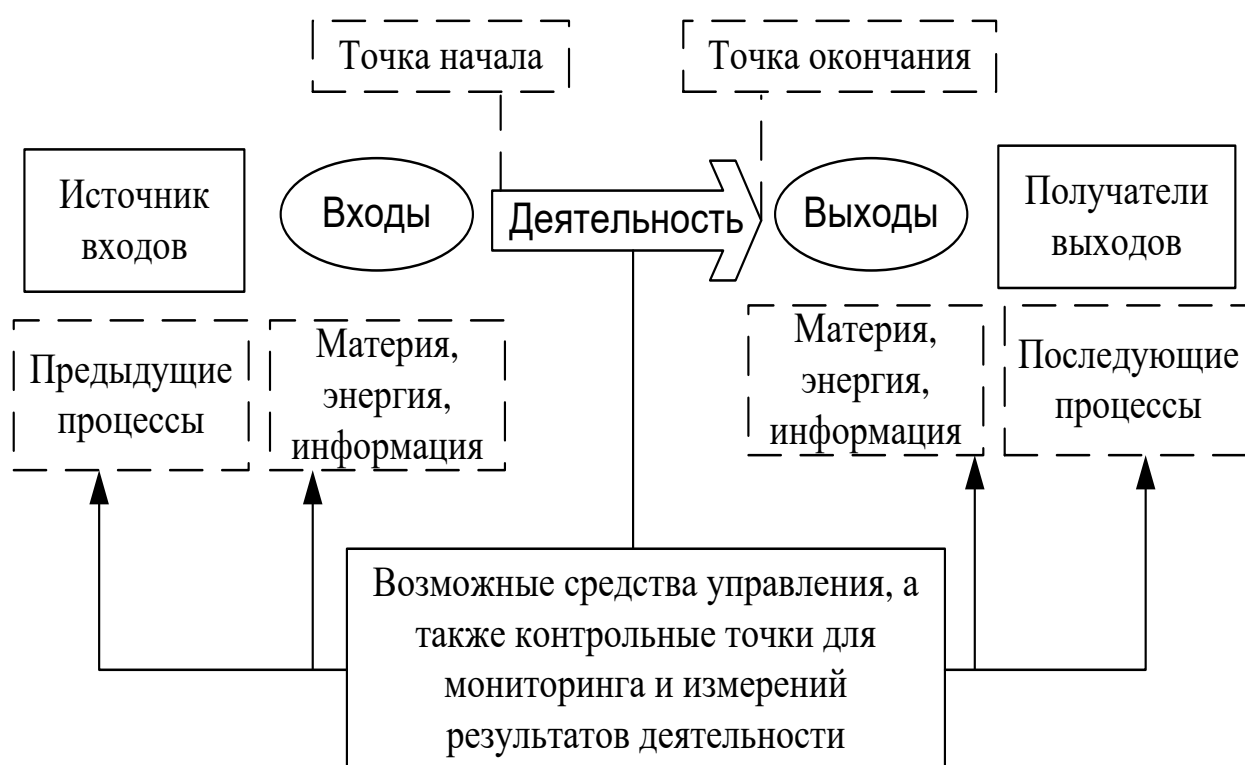 Точка начала
Точка окончания
Источник
входов
Входы
Деятельность
Выходы
Получатели
выходов
Предыдущие
процессы
Материя,
энергия,
информация
Материя,
энергия,
информация
Последующие
процессы
Возможные средства управления, а
также контрольные точки для
мониторинга и измерений
результатов деятельности